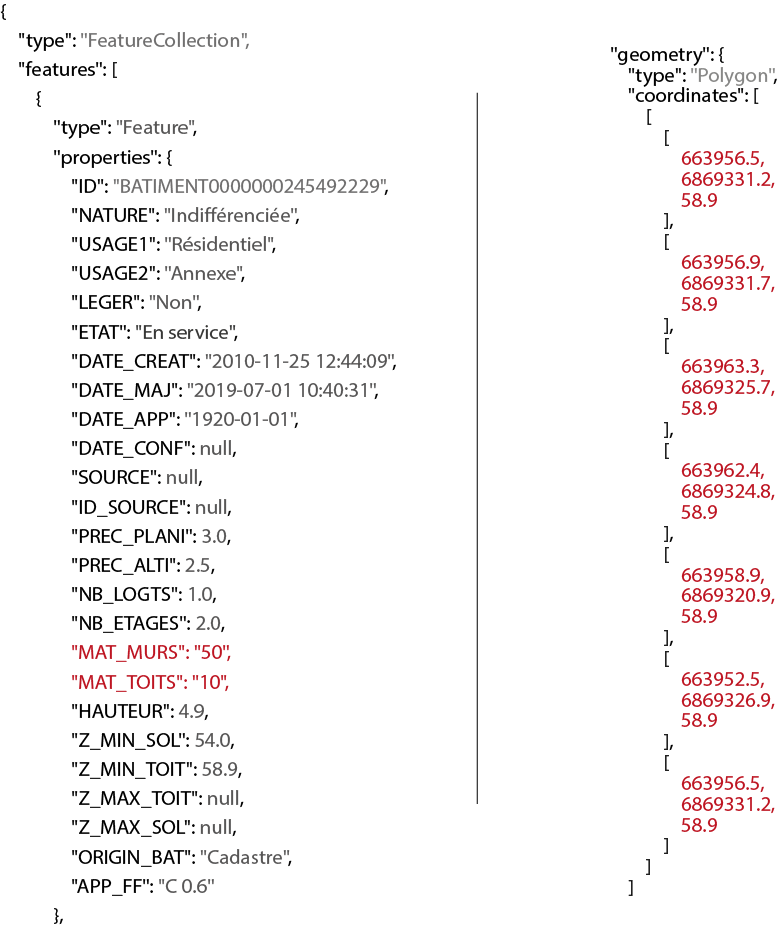 {
"type": "FeatureCollection",
"features": [
{
"type": "Feature",
"properties": {
"ID": "BATIMENT0000000245492229",
"NATURE": "Indifférenciée",
"USAGE1": "Résidentiel",
"USAGE2": "Annexe",
"LEGER": "Non",
"ETAT": "En service",
"DATE_CREAT": "2010-11-25 12:44:09",
"DATE_MAJ": "2019-07-01 10:40:31",
"DATE_APP": "1920-01-01",
"DATE_CONF": null,
"SOURCE": null,
"ID_SOURCE": null,
"PREC_PLANI": 3.0,
"PREC_ALTI": 2.5,
"NB_LOGTS": 1.0,
"NB_ETAGES": 2.0,
"MAT_MURS": "50",
"MAT_TOITS": "10",
"HAUTEUR": 4.9,
"Z_MIN_SOL": 54.0,
"Z_MIN_TOIT": 58.9,
"Z_MAX_TOIT": null,
"Z_MAX_SOL": null,
"ORIGIN_BAT": "Cadastre",
"APP_FF": "C 0.6"
},
"geometry": {
"type": "Polygon",
"coordinates": [
[
[
663956.5,
6869331.2,
58.9
],
[
663956.9,
6869331.7,
58.9
],
[
663963.3,
6869325.7,
58.9
],
[
663962.4,
6869324.8,
58.9
],
[
663958.9,
6869320.9,
58.9
],
[
663952.5,
6869326.9,
58.9
],
[
663956.5,
6869331.2,
58.9
]
]
]